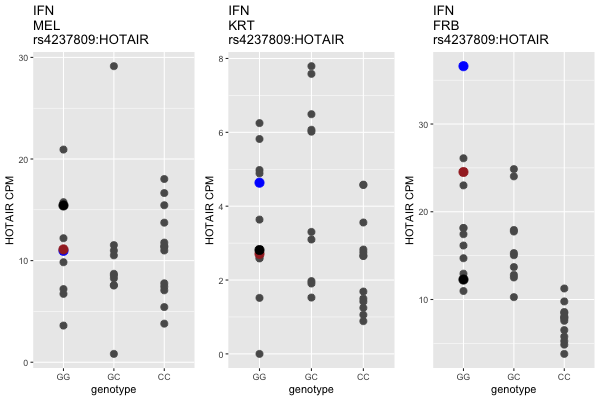 IFN
MEL
rs4237809:HOTAIR
HOTAIR CPM
30
20
10
0
GG GC CC
genotype
IFN
KRT
rs4237809:HOTAIR
HOTAIR CPM
8
6
4
2
0
GG GC CC
genotype
IFN
FRB
rs4237809:HOTAIR
HOTAIR CPM
30
20
10
GG GC CC
genotype